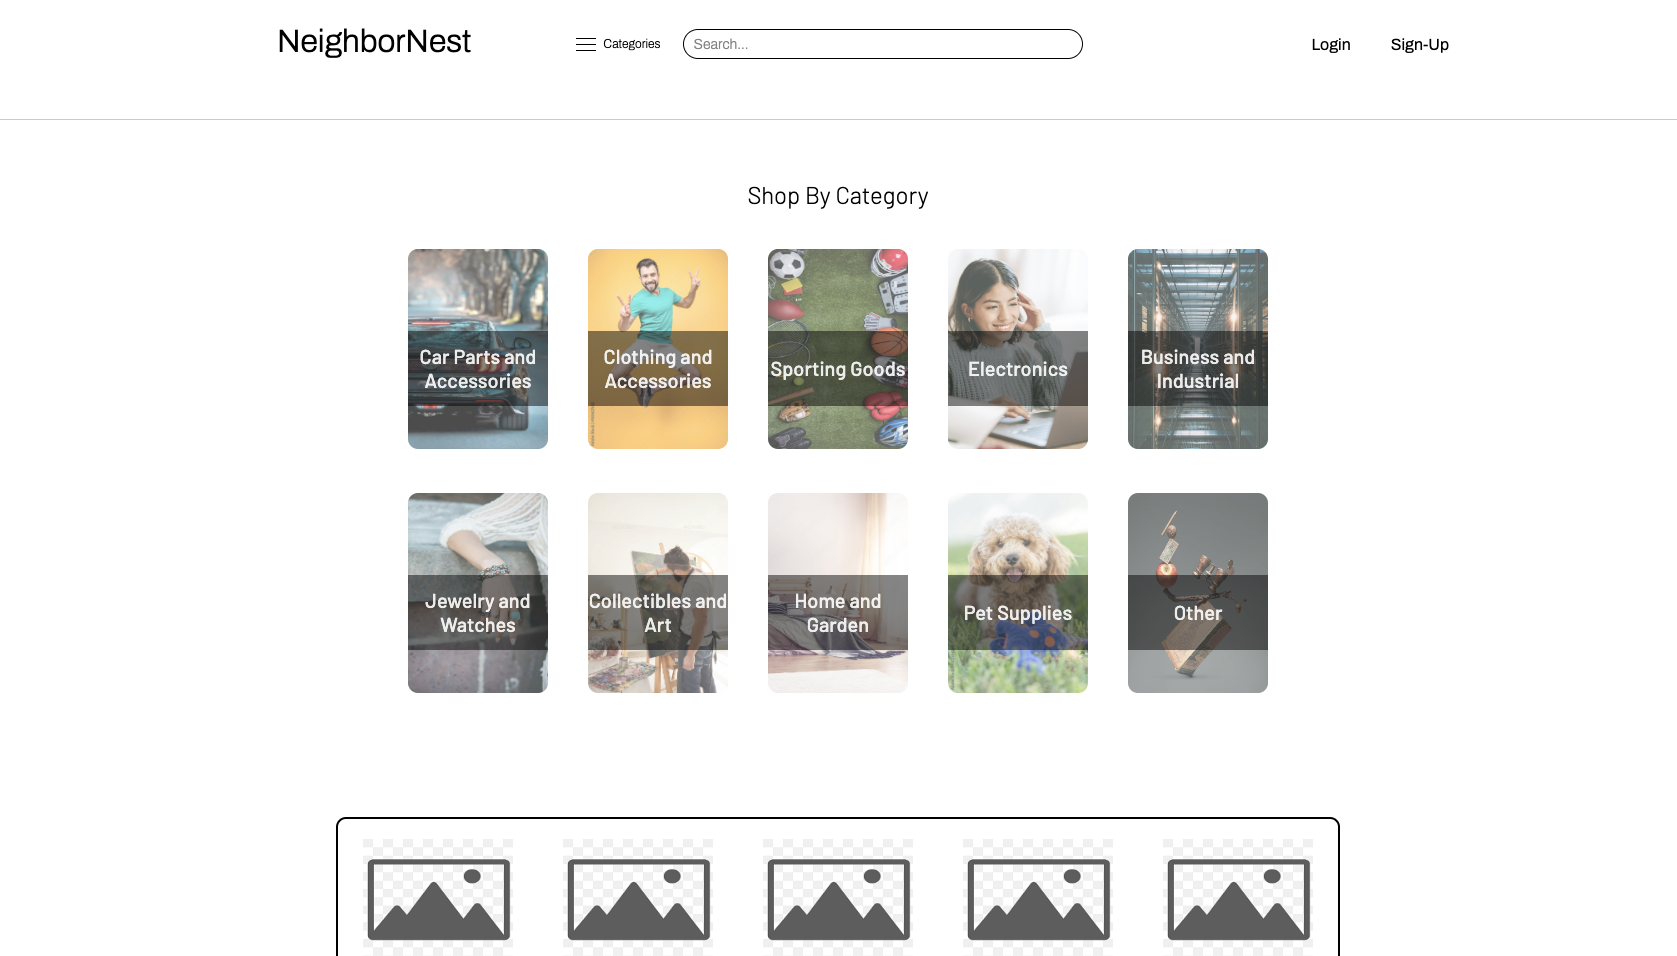 NeighborNest
Categories
Search...
Login
Sign-Up
Shop By Category
Car Parts and
Accessories
Clothing and
Accessories
Sporting Goods
Electronics
Business and
Industrial
Jewelry and
Watches
Collectibles and
Art
Home and
Garden
Pet Supplies
Other